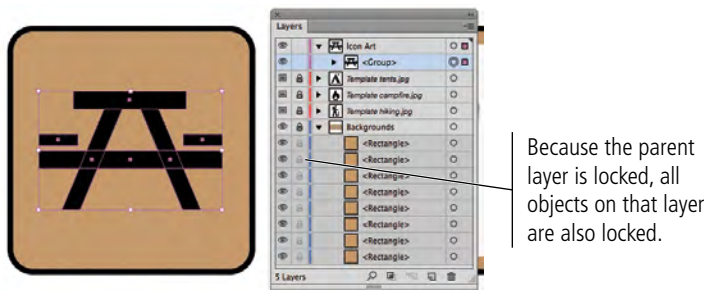 Layers
Icon Art
<Group>
Template tents.jpg
Template campfire.jpg
Template hiking.jpg
Backgrounds
<Rectangle>
<Rectangle>
<Rectangle>
<Rectangle>
<Rectangle>
<Rectangle>
<Rectangle>
<Rectangle>
5 Layers
Because the parent
layer is locked, all
objects on that layer
are also locked.